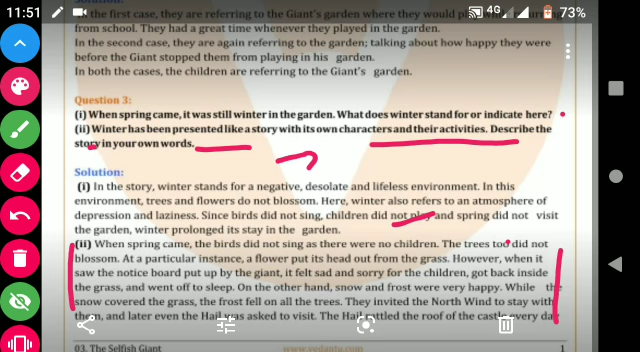 11:51
4G
73%
the first case, they are referring to the Giant's garden where they would
from school. They had a great time whenever they played in the garden.
In the second case, they are again referring to the garden; talking about how happy they were
before the Giant stopped them from playing in his garden.
In both the cases, the children are referring to the Giant's garden.
Question 3:
(i) When spring came, it was still winter in the garden. What does winter stand for or indicate here?
(ii) Winter has been presented like a story with its own characters and their activities. Describe the
story in your own words.
Solution:
(i) In the story, winter stands for a negative, desolate and lifeless environment. In this
environment, trees and flowers do not blossom. Here, winter also refers to an atmosphere of
depression and laziness. Since birds did not sing, children did not play and spring did not visit
the garden, winter prolonged its stay in the garden.
(ii) When spring came, the birds did not sing as there were no children. The trees too did not
blossom. At a particular instance, a flower put its head out from the grass. However, when it
saw the notice board put up by the giant, it felt sad and sorry for the children, got back inside
the grass, and went off to sleep. On the other hand, snow and frost were very happy. While the
snow covered the grass, the frost fell on all the trees. They invited the North Wind to stay with
them, and later even the Hail was asked to visit. The Hail rattled the roof of the castle every day
03. The Selfish Giant
www.vedantu.com
1